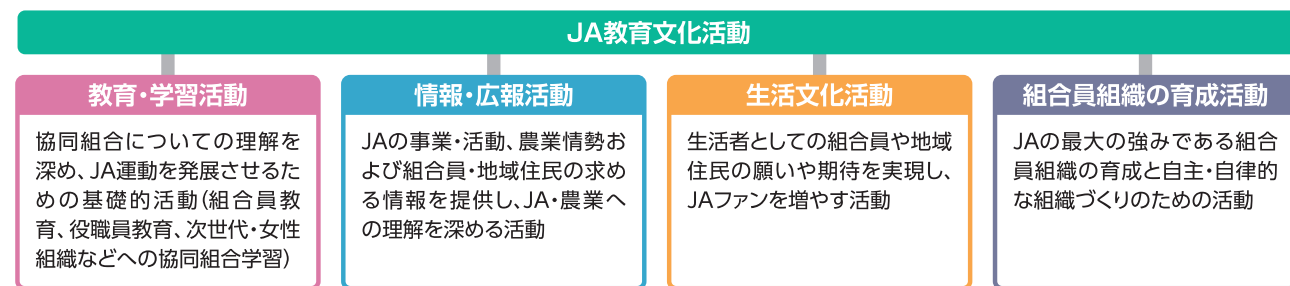 JA教育文化活動
教育・学習活動
協同組合についての理解を
深め、JA運動を発展させるた
めの基礎的活動(組合員教
育、役職員教育、次世代・女性
組織などへの協同組合学習)
情報・広報活動
JAの事業・活動、農業情勢お
よび組合員・地域住民の求め
る情報を提供し、JA・農業へ
の理解を深める活動
生活文化活動
生活者としての組合員や地域
住民の願いや期待を実現し、
JAファンを増やす活動
組合員組織の育成活動
JAの最大の強みである組合
員組織の育成と自主・自律的
な組織づくりのための活動